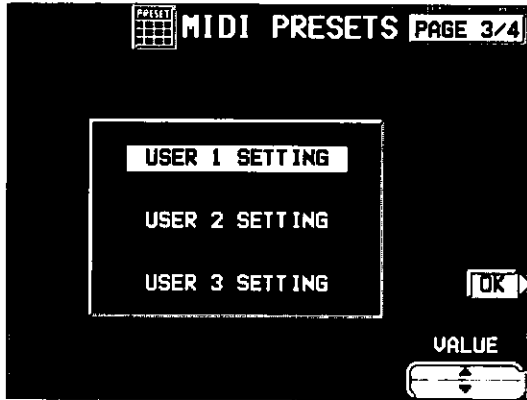 PRESET
MIDI PRESETS PAGE 3/4
USER 1 SETTING
USER 2 SETTING
USER 3 SETTING
OK
VALUE